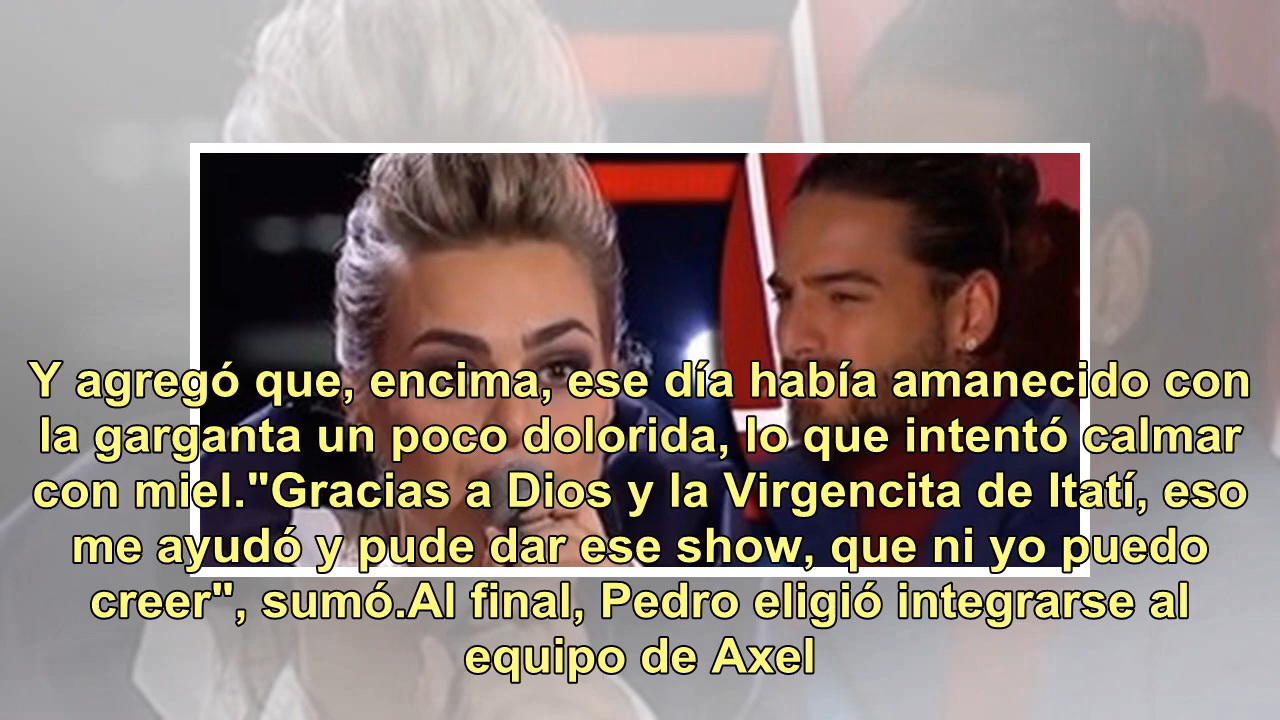 Y agregó que, encima, ese día había amanecido con
la garganta un poco dolorida, lo que intentó calmar
con miel."Gracias a Dios y la Virgencita de Itatí, eso
me ayudó y pude dar ese show, que ni yo puedo
creer", sumó.Al final, Pedro eligió integrarse al
equipo de Axel